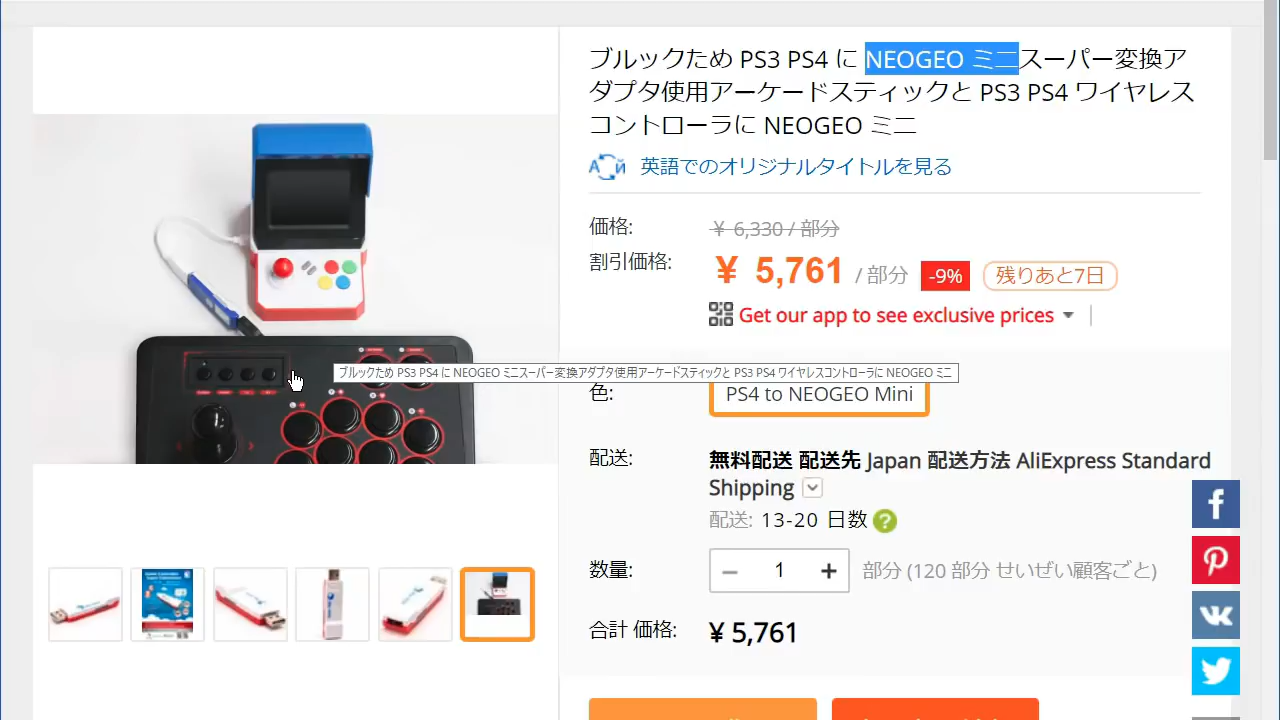 ブルックため PS3 PS4 に NEOGEO ミニスーパー変換ア
ダプタ使用アーケードスティックと PS3 PS4 ワイヤレス
コントローラに NEOGEO ミニ
英語でのオリジナルタイトルを見る
価格: ¥ 6,330 / 部分
割引価格: ¥ 5,761 / 部分 -9% 残りあと7日
Get our app to see exclusive prices
ブルックため PS3 PS4 に NEOGEO ミニスーパー変換アダプタ使用アーケードスティックと PS3 PS4 ワイヤレスコントローラに NEOGEO ミニ
色: PS4 to NEOGEO Mini
配送: 無料配送 配送先 Japan 配送方法 AliExpress Standard
Shipping
配送: 13-20 日数 ?
数量: − 1 + 部分 (120 部分 せいぜい顧客ごと)
合計 価格: ¥ 5,761